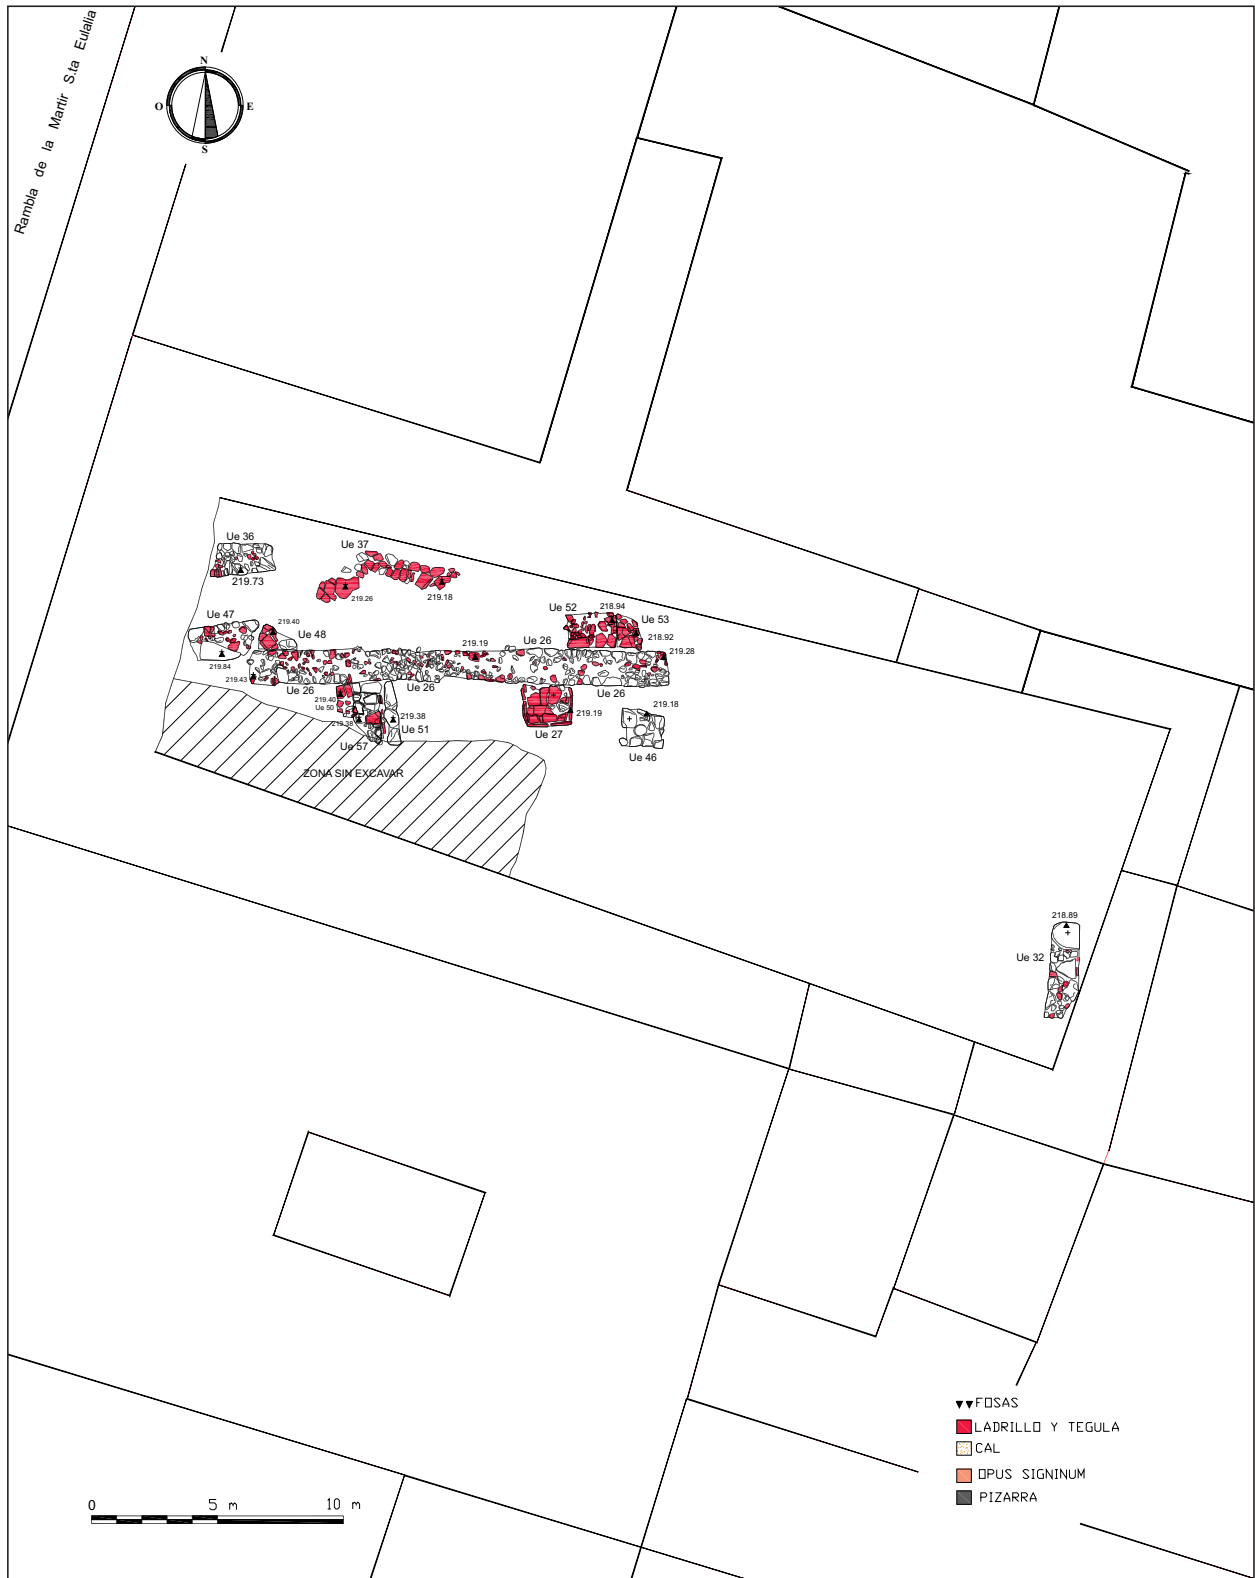 Rambla de la Martir S.ta Eulalia
N
O E
S
Ue 36
219.73
Ue 37
219.26
219.18
Ue 47
219.40
Ue 48
219.84
219.43
Ue 26
219.19
Ue 26
Ue 26
Ue 52
218.94
Ue 53
218.92
219.28
Ue 26
219.40
Ue 50
219.38
219.38
Ue 51
Ue 57
219.19
Ue 27
219.18
Ue 46
ZONA SIN EXCAVAR
218.89
Ue 32
FOSAS
LADRILLO Y TEGULA
CAL
OPUS SIGNINUM
PIZARRA
0 5 m 10 m